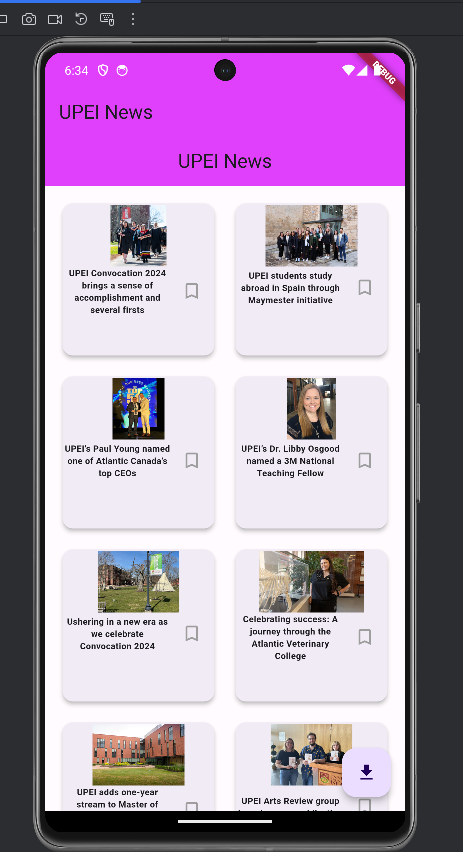 6:34
DEBUG
UPEI News
UPEI News
UPEI Convocation 2024
brings a sense of
accomplishment and
several firsts
UPEI students study
abroad in Spain through
Maymester initiative
UPEI's Paul Young named
one of Atlantic Canada's
top CEOs
UPEI's Dr. Libby Osgood
named a 3M National
Teaching Fellow
Ushering in a new era as
we celebrate
Convocation 2024
Celebrating success: A
journey through the
Atlantic Veterinary
College
UPEI adds one-year
stream to Master of
UPEI Arts Review group